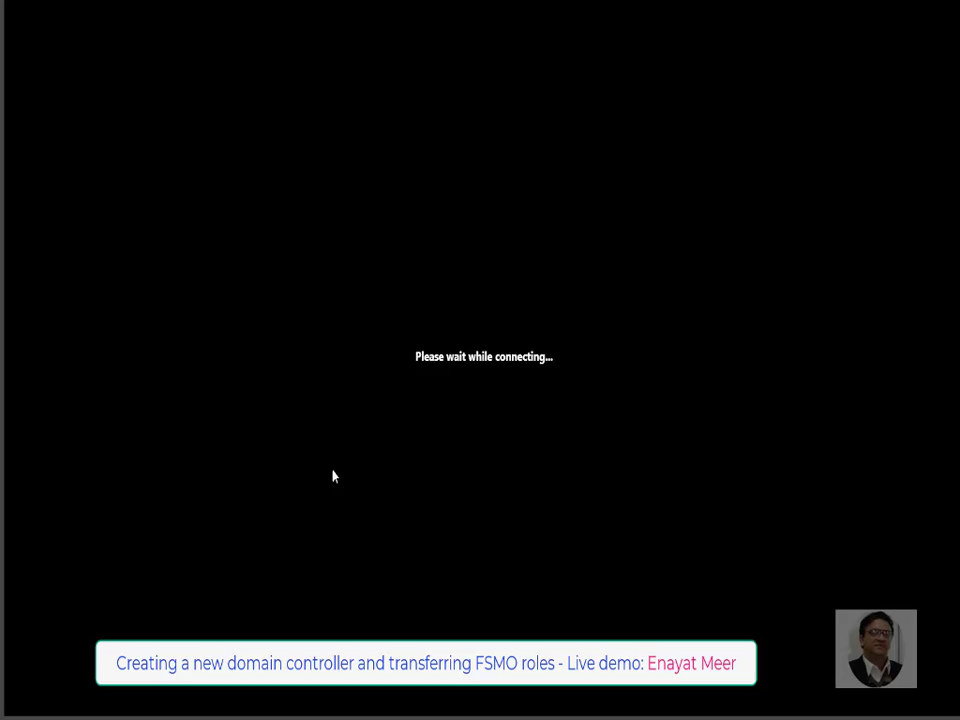 Please wait while connecting...
Creating a new domain controller and transferring FSMO roles - Live demo: Enayat Meer